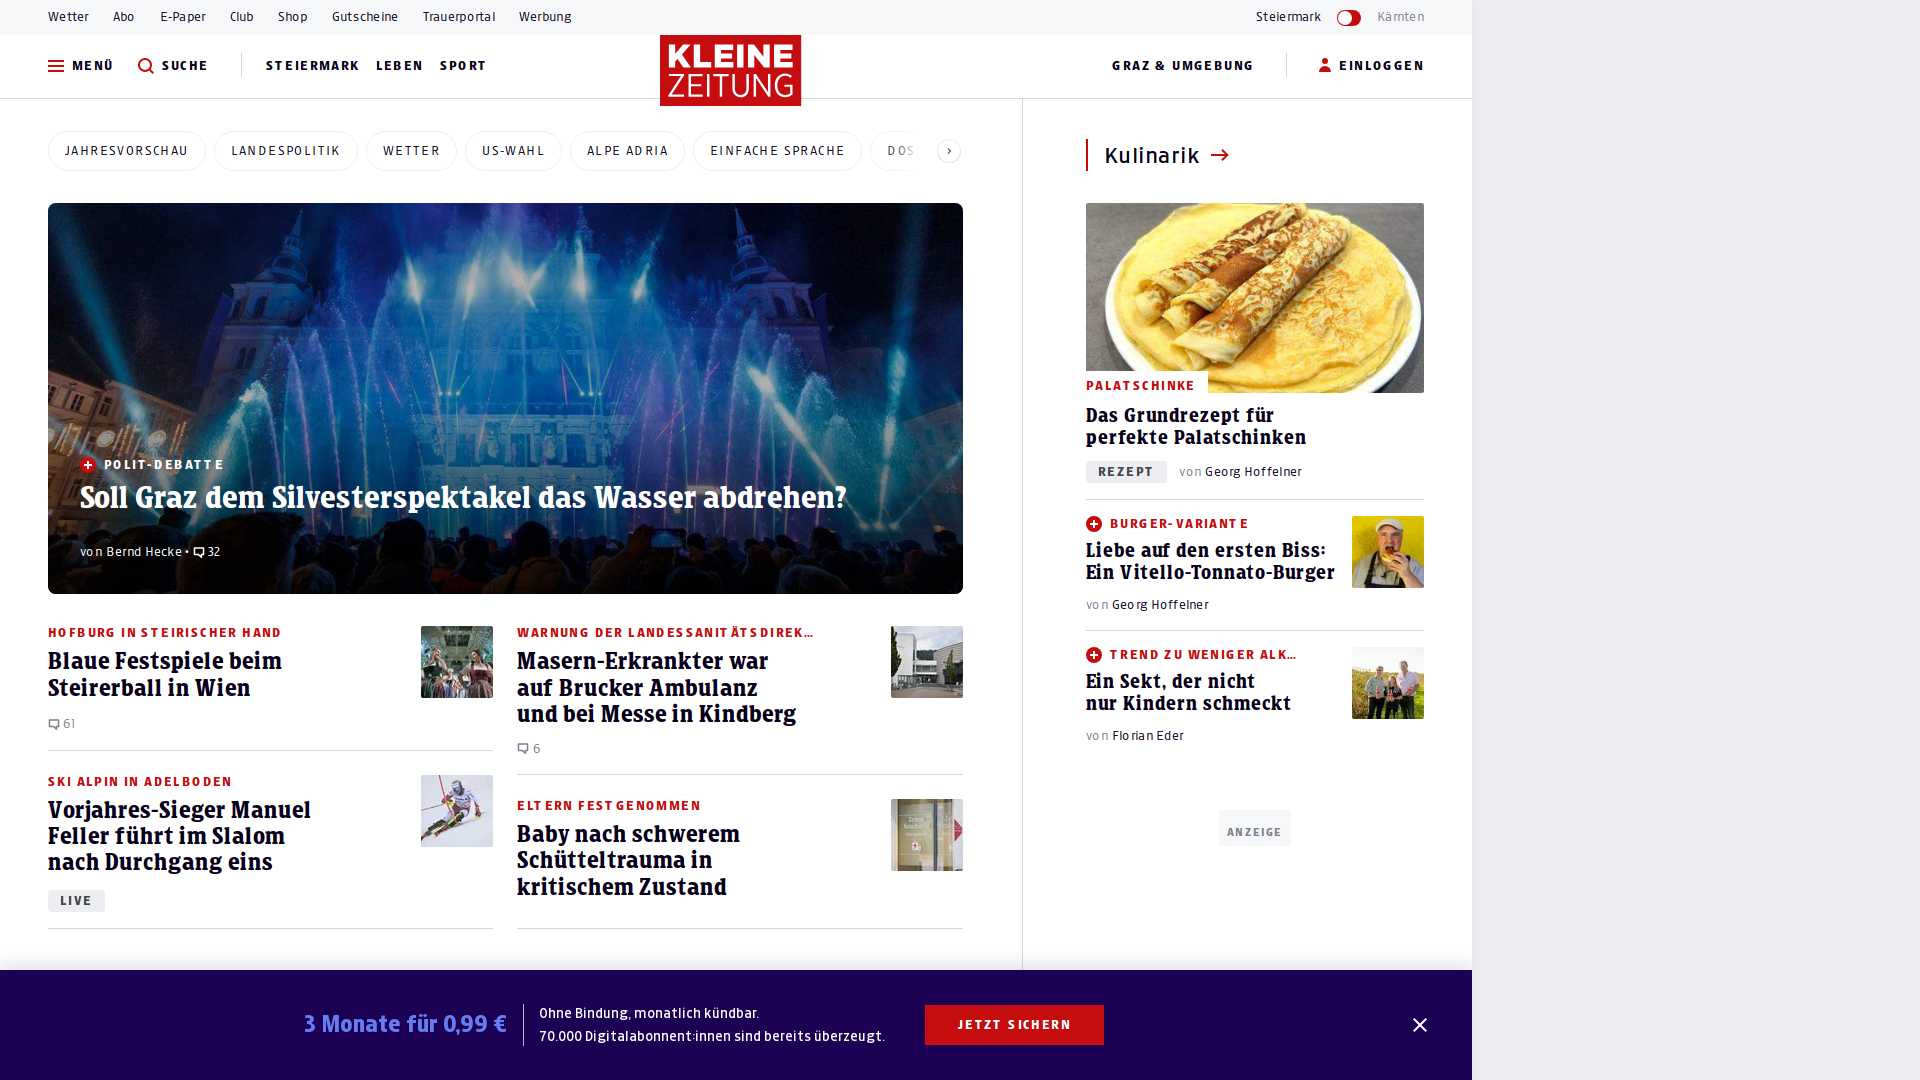 Wetter Abo E-Paper Club Shop Gutscheine Trauerportal Werbung Steiermark Kärnten
MENÜ SUCHE STEIERMARK LEBEN SPORT KLEINE ZEITUNG GRAZ & UMGEBUNG EINLOGGEN
JAHRESVORSCHAU LANDESPOLITIK WETTER US-WAHL ALPE ADRIA EINFACHE SPRACHE DOS
POLIT-DEBATTE
Soll Graz dem Silvesterspektakel das Wasser abdrehen?
von Bernd Hecke • 32
HOFBURG IN STEIRISCHER HAND
Blaue Festspiele beim
Steirerball in Wien
61
SKI ALPIN IN ADELBODEN
Vorjahres-Sieger Manuel
Feller führt im Slalom
nach Durchgang eins
LIVE
WARNUNG DER LANDESSANITÄTSDIREK...
Masern-Erkrankter war
auf Brucker Ambulanz
und bei Messe in Kindberg
6
ELTERN FESTGENOMMEN
Baby nach schwerem
Schütteltrauma in
kritischem Zustand
Kulinarik
PALATSCHINKE
Das Grundrezept für
perfekte Palatschinken
REZEPT von Georg Hoffelner
BURGER-VARIANTE
Liebe auf den ersten Biss:
Ein Vitello-Tonnato-Burger
von Georg Hoffelner
TREND ZU WENIGER ALK...
Ein Sekt, der nicht
nur Kindern schmeckt
von Florian Eder
ANZEIGE
3 Monate für 0,99 €
Ohne Bindung, monatlich kündbar.
70.000 Digitalabonnent:innen sind bereits überzeugt.
JETZT SICHERN